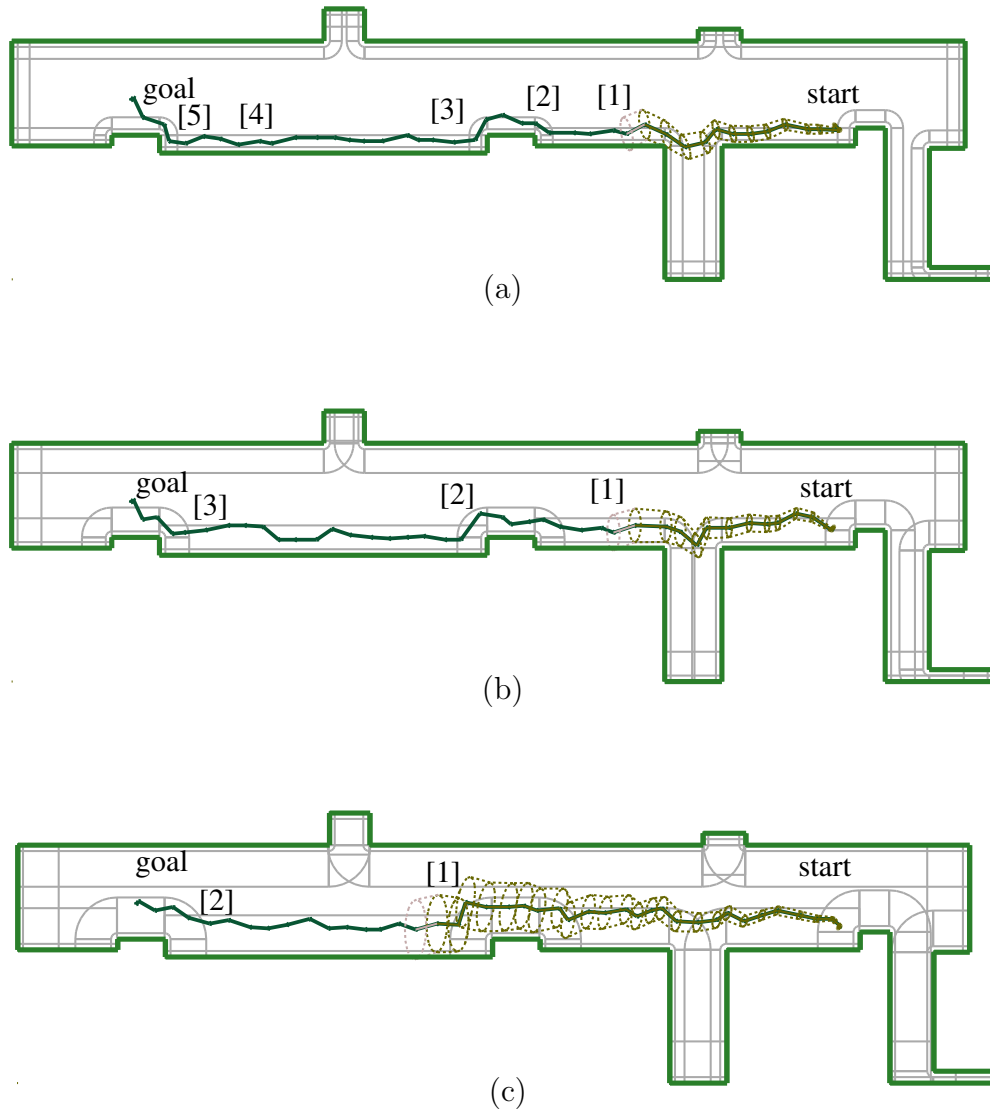 goal
[5] [4] [3] [2] [1] start
(a)
goal
[3] [2] [1] start
(b)
goal [1] start
[2]
(c)